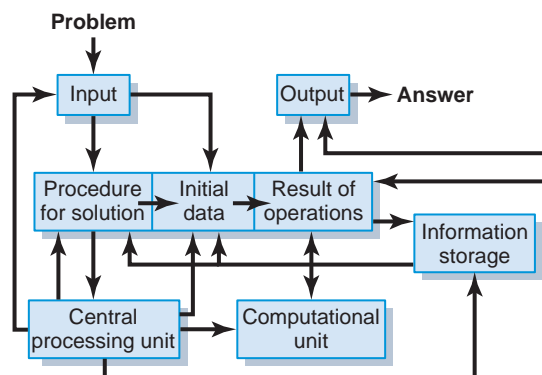 Problem
Input
Output
Answer
Procedure
for solution
Initial
data
Result of
operations
Information
storage
Central
processing unit
Computational
unit